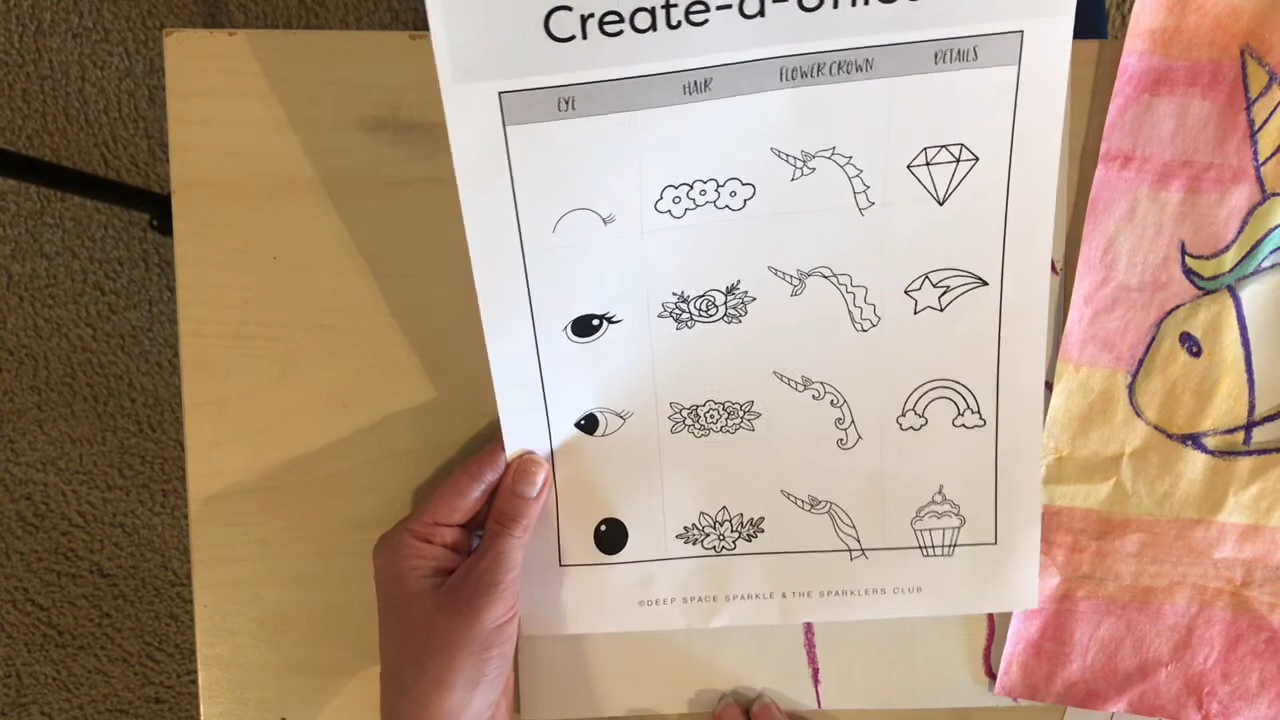 Create-a-
EYE HAIR FLOWER CROWN DETAILS
©DEEP SPACE SPARKLE & THE SPARKLERS CLUB